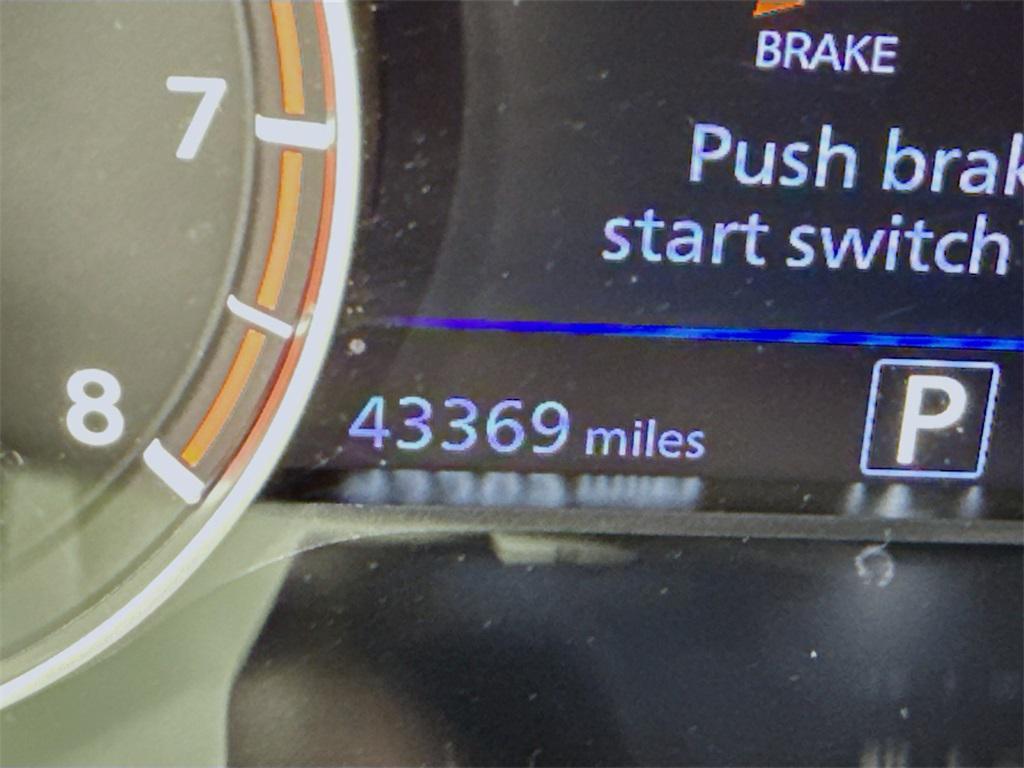 7
8
BRAKE
Push brak
start switch
43369 miles
P